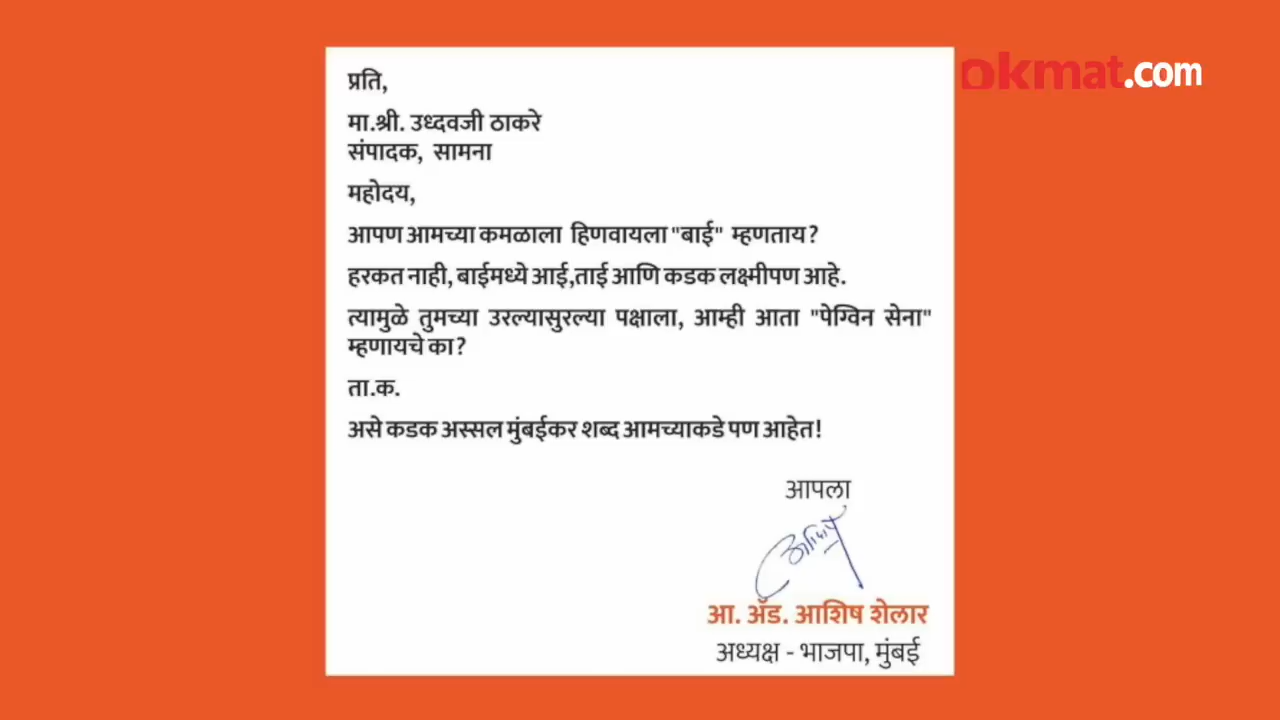 okmat.com
प्रति,
मा.श्री. उध्दवजी ठाकरे
संपादक, सामना
महोदय,
आपण आमच्या कमळाला हिणवायला "बाई" म्हणताय?
हरकत नाही, बाईमध्ये आई,ताई आणि कडक लक्ष्मीपण आहे.
त्यामुळे तुमच्या उरल्यासुरल्या पक्षाला, आम्ही आता "पेग्विन सेना"
म्हणायचे का?
ता.क.
असे कडक अस्सल मुंबईकर शब्द आमच्याकडे पण आहेत!
आपला
आ. ॲड. आशिष शेलार
अध्यक्ष - भाजपा, मुंबई